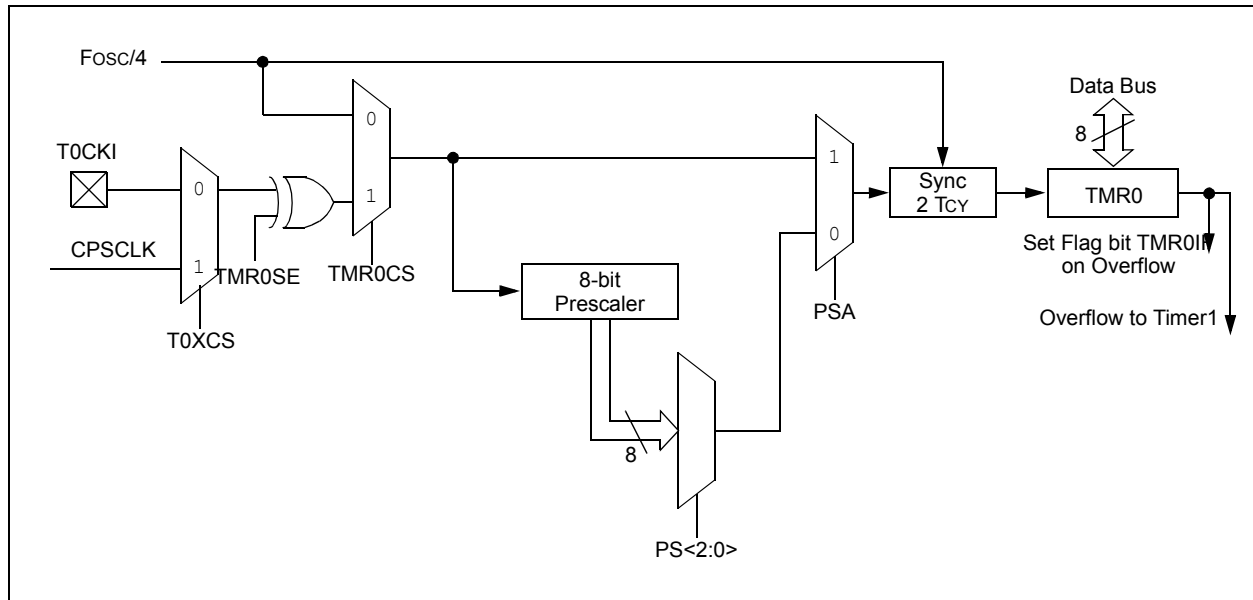 FOSC/4
Data Bus
8
0
T0CKI
1
0
1
Sync
2 TCY
TMR0
0
CPSCLK
1
TMR0SE
TMR0CS
Set Flag bit TMR0IF
on Overflow
8-bit
Prescaler
PSA
T0XCS
Overflow to Timer1
8
PS<2:0>